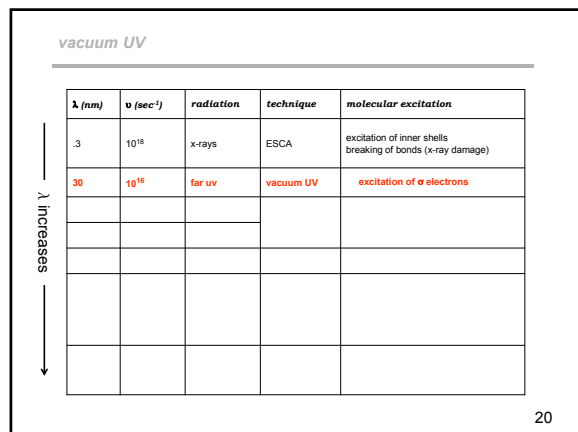 vacuum UV
λ (nm) υ (sec⁻¹) radiation technique molecular excitation
.3 10¹⁸ x-rays ESCA excitation of inner shells
breaking of bonds (x-ray damage)
30 10¹⁶ far uv vacuum UV excitation of σ electrons
λ increases
20